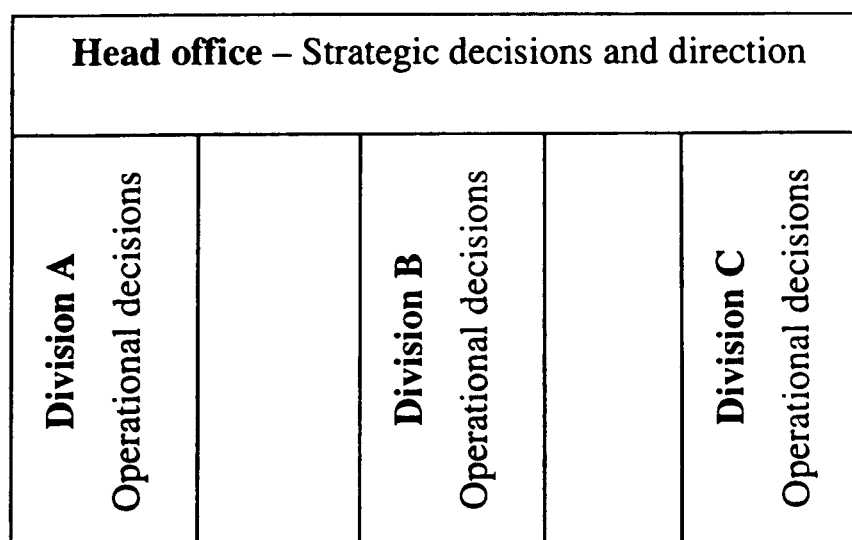 Head office – Strategic decisions and direction
Division A
Operational decisions
Division B
Operational decisions
Division C
Operational decisions